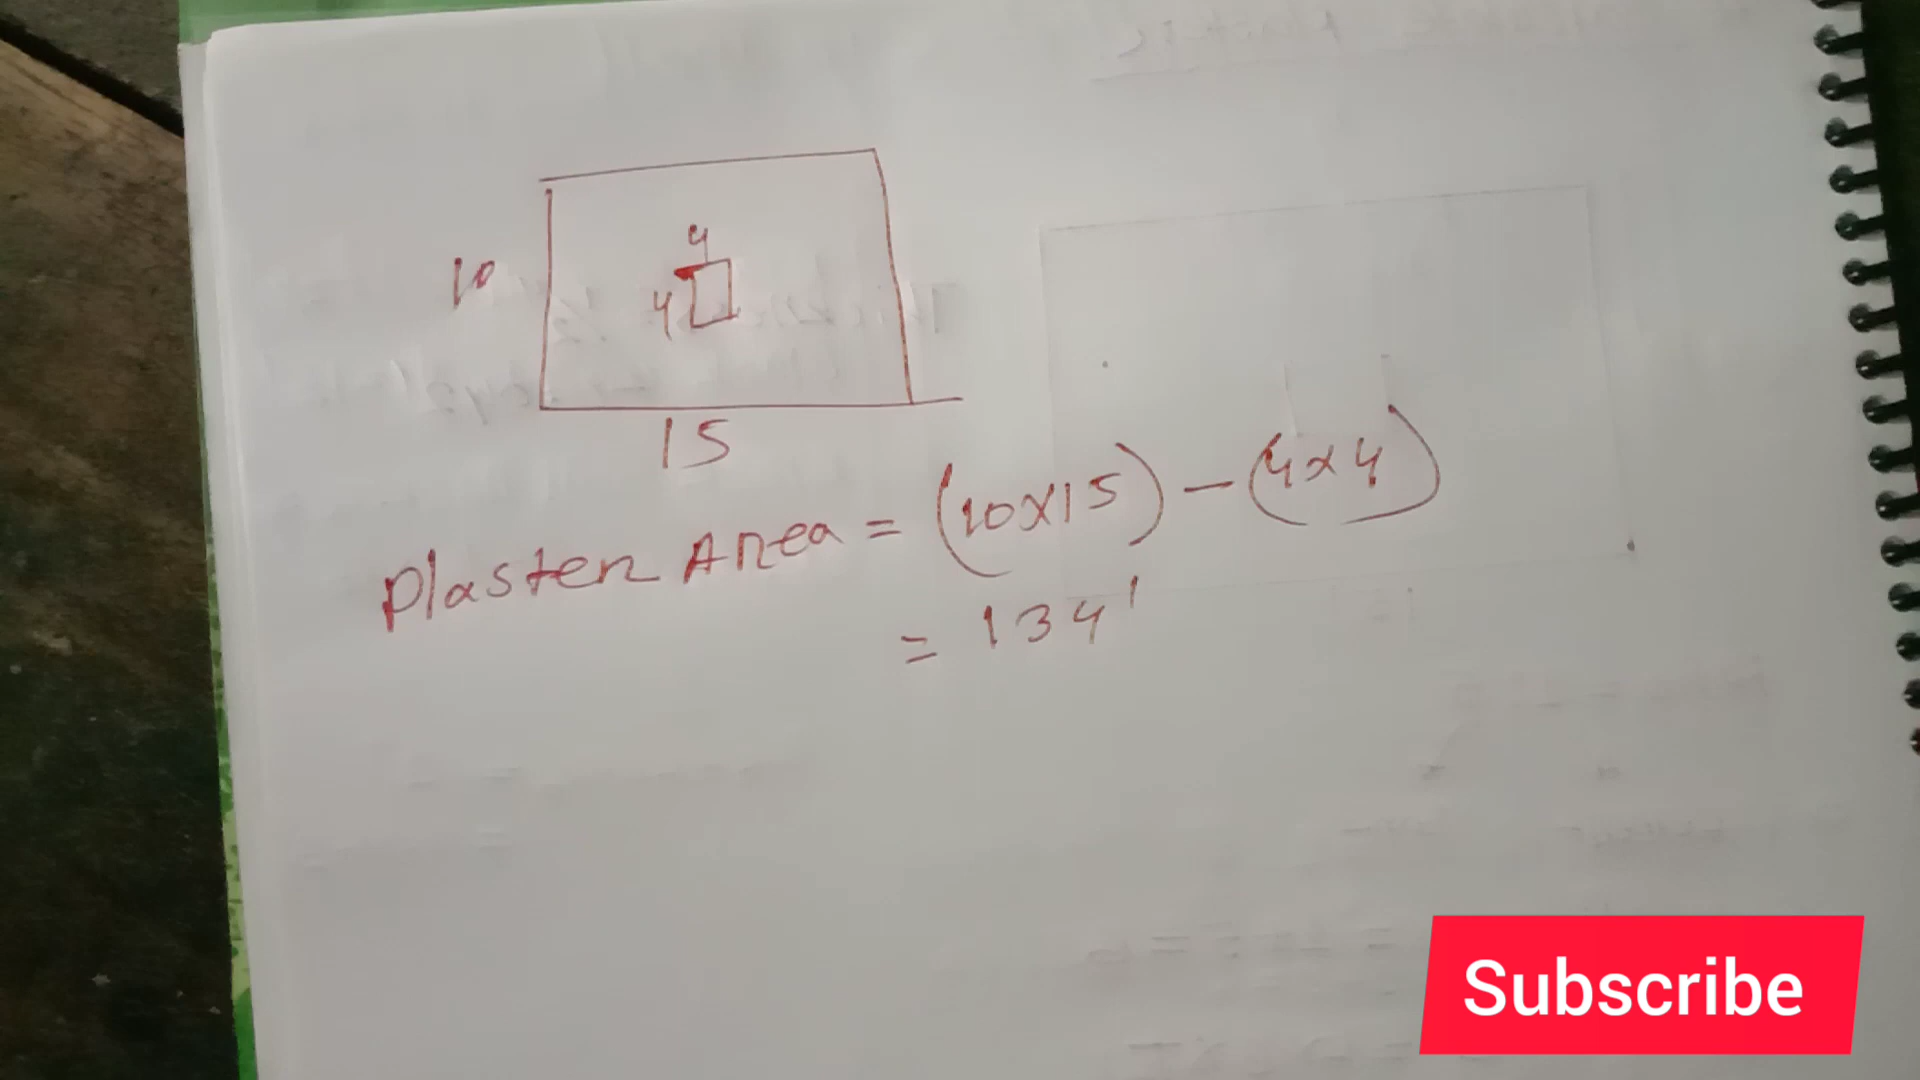 4
10
4
15
Plaster Area = (10x15) - (4x4)
= 134'
Subscribe